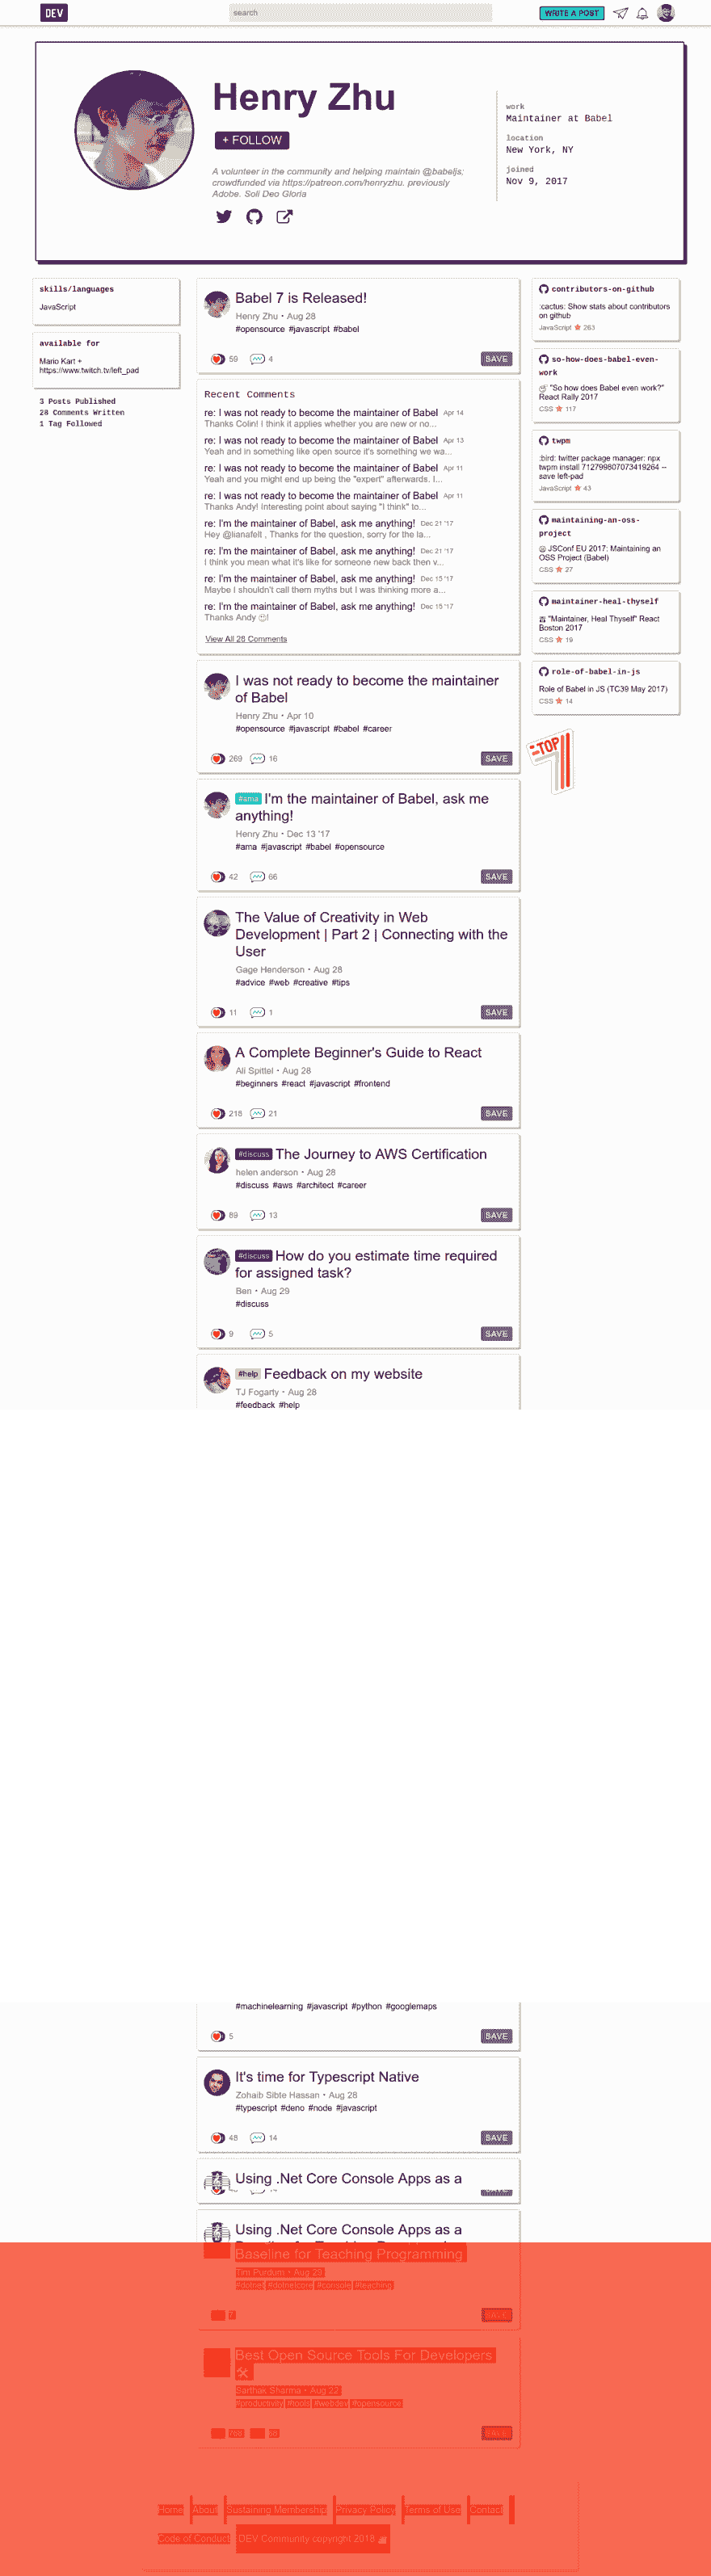 DEV
search
WRITE A POST
Henry Zhu
+ FOLLOW
A volunteer in the community and helping maintain @babeljs;
crowdfunded via https://patreon.com/henryzhu. previously
Adobe. Soli Deo Gloria
work
Maintainer at Babel
location
New York, NY
joined
Nov 9, 2017
skills/languages
JavaScript
available for
Mario Kart +
https://www.twitch.tv/left_pad
3 Posts Published
28 Comments Written
1 Tag Followed
Babel 7 is Released!
Henry Zhu • Aug 28
#opensource #javascript #babel
59 4 SAVE
Recent Comments
re: I was not ready to become the maintainer of Babel Apr 14
Thanks Colin! I think it applies whether you are new or no...
re: I was not ready to become the maintainer of Babel Apr 13
Yeah and in something like open source it's something we wa...
re: I was not ready to become the maintainer of Babel Apr 11
Yeah and you might end up being the "expert" afterwards. I...
re: I was not ready to become the maintainer of Babel Apr 11
Thanks Andy! Interesting point about saying "I think" to...
re: I'm the maintainer of Babel, ask me anything! Dec 21 '17
Hey @lianafelt , Thanks for the question, sorry for the la...
re: I'm the maintainer of Babel, ask me anything! Dec 21 '17
I think you mean what it's like for someone new back then v...
re: I'm the maintainer of Babel, ask me anything! Dec 15 '17
Maybe I shouldn't call them myths but I was thinking more a...
re: I'm the maintainer of Babel, ask me anything! Dec 15 '17
Thanks Andy 🙂!
View All 28 Comments
I was not ready to become the maintainer
of Babel
Henry Zhu • Apr 10
#opensource #javascript #babel #career
269 16 SAVE
#ama I'm the maintainer of Babel, ask me
anything!
Henry Zhu • Dec 13 '17
#ama #javascript #babel #opensource
42 66 SAVE
The Value of Creativity in Web
Development | Part 2 | Connecting with the
User
Gage Henderson • Aug 28
#advice #web #creative #tips
11 1 SAVE
A Complete Beginner's Guide to React
Ali Spittel • Aug 28
#beginners #react #javascript #frontend
218 21 SAVE
#discuss The Journey to AWS Certification
helen anderson • Aug 28
#discuss #aws #architect #career
89 13 SAVE
#discuss How do you estimate time required
for assigned task?
Ben • Aug 29
#discuss
9 5 SAVE
#help Feedback on my website
TJ Fogarty • Aug 28
#feedback #help
contributors-on-github
:cactus: Show stats about contributors
on github
JavaScript ★ 263
so-how-does-babel-even-
work
"So how does Babel even work?"
React Rally 2017
CSS ★ 117
twpm
:bird: twitter package manager: npx
twpm install 712799807073419264 --
save left-pad
JavaScript ★ 43
maintaining-an-oss-
project
JSConf EU 2017: Maintaining an
OSS Project (Babel)
CSS ★ 27
maintainer-heal-thyself
"Maintainer, Heal Thyself" React
Boston 2017
CSS ★ 19
role-of-babel-in-js
Role of Babel in JS (TC39 May 2017)
CSS ★ 14
TOP
#machinelearning #javascript #python #googlemaps
5 SAVE
It's time for Typescript Native
Zohaib Sibte Hassan • Aug 28
#typescript #deno #node #javascript
48 14 SAVE
Using .Net Core Console Apps as a
Using .Net Core Console Apps as a
Baseline for Teaching Programming
Tim Purdum • Aug 28
#dotnet #dotnetcore #console #teaching
7 SAVE
Best Open Source Tools For Developers
🛠
Sarthak Sharma • Aug 22
#productivity #tools #webdev #opensource
SAVE
Home About Sustaining Membership Privacy Policy Terms of Use Contact
Code of Conduct DEV Community copyright 2018